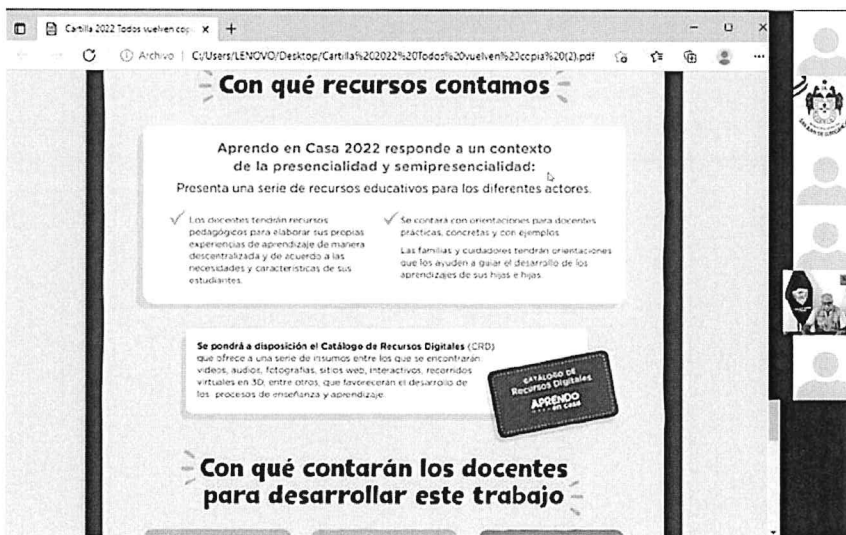 Cartilla 2022 Todos vuelven cop
Archivo
C:/Users/LENOVO/Desktop/Cartilla%202022%20Todos%20vuelven%20copia%20(2).pdf
Con qué recursos contamos
Aprendo en Casa 2022 responde a un contexto
de la presencialidad y semipresencialidad:
Presenta una serie de recursos educativos para los diferentes actores.
Los docentes tendrán recursos
pedagógicos para elaborar sus propias
experiencias de aprendizaje de manera
descentralizada y de acuerdo a las
necesidades y características de sus
estudiantes.
Se contará con orientaciones para docentes
prácticas, concretas y con ejemplos
Las familias y cuidadores tendrán orientaciones
que los ayuden a guiar el desarrollo de los
aprendizajes de sus hijas e hijos
Se pondrá a disposición el Catálogo de Recursos Digitales (CRD)
que ofrece a una serie de insumos entre los que se encontrarán:
videos, audios, fotografías, sitios web, interactivos, recorridos
virtuales en 3D, entre otros, que favorecerán el desarrollo de
los procesos de enseñanza y aprendizaje.
CATÁLOGO DE
Recursos Digitales
APRENDO
en casa
Con qué contarán los docentes
para desarrollar este trabajo